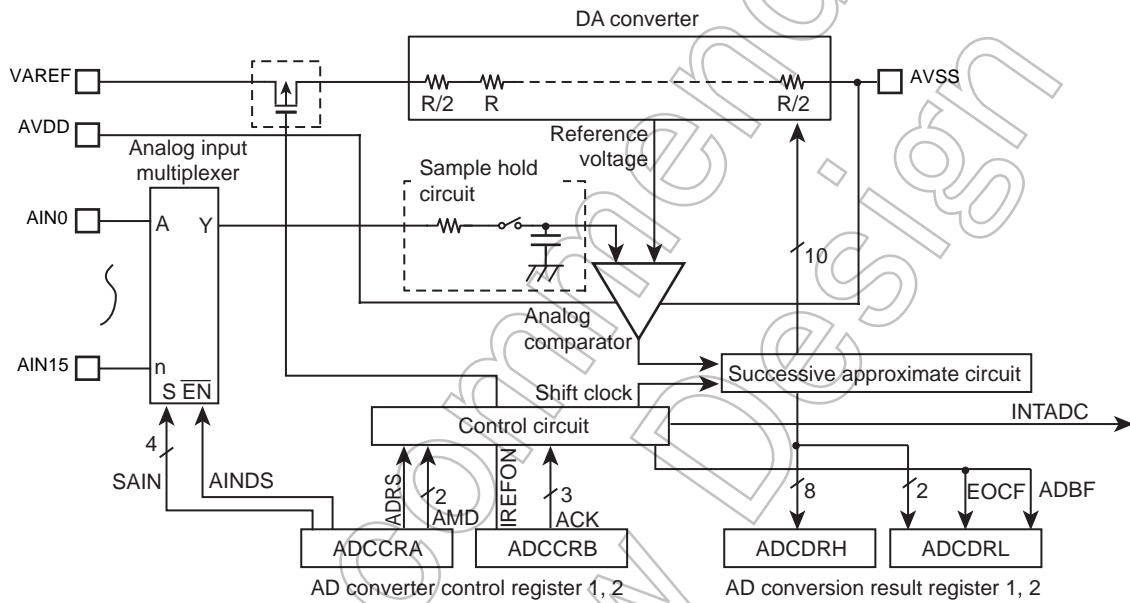 DA converter
VAREF
R/2
R
R/2
AVSS
AVDD
Reference
voltage
Analog input
multiplexer
Sample hold
circuit
AIN0
A
Y
10
Analog
comparator
AIN15
n
S EN
Successive approximate circuit
Shift clock
Control circuit
INTADC
4
SAIN
AINDS
ADRS
2
AMD
IREFON
3
ACK
8
2
EOCF
ADBF
ADCCRA
ADCCRB
ADCDRH
ADCDRL
AD converter control register 1, 2
AD conversion result register 1, 2
commend
w Design